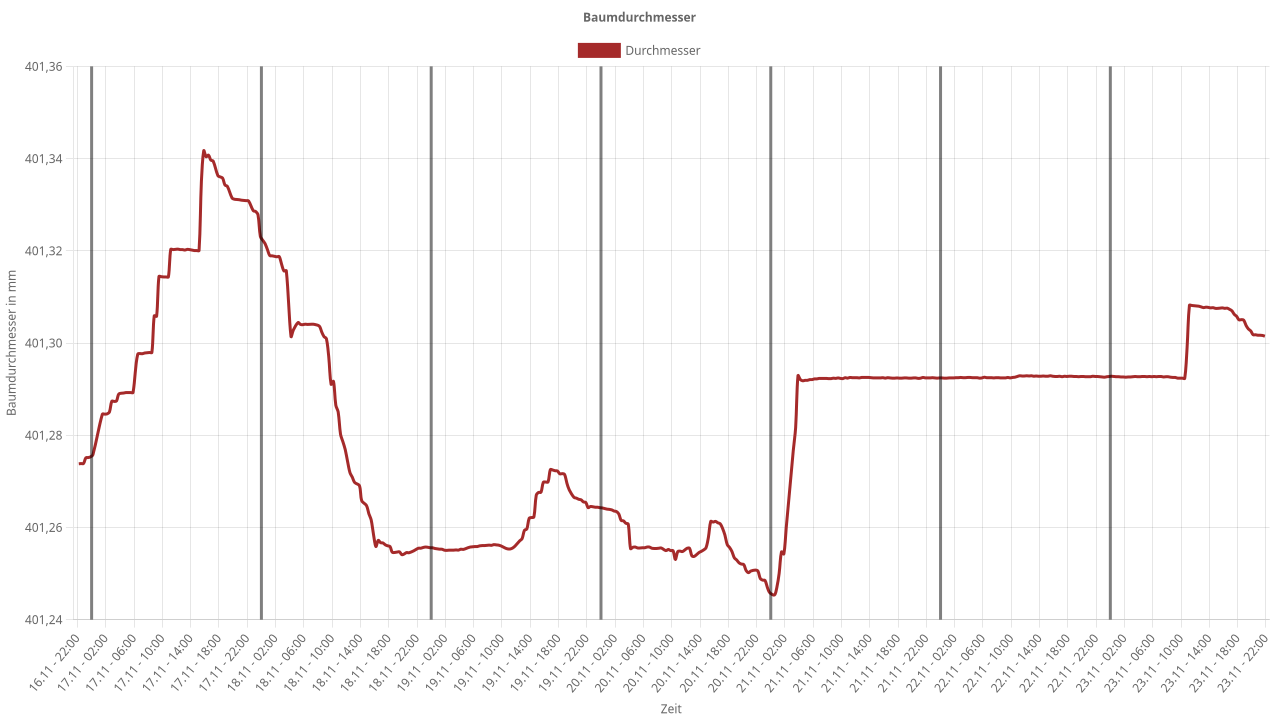 Baumdurchmesser
Durchmesser
401,36
401,34
401,32
401,30
401,28
401,26
401,24
Baumdurchmesser in mm
16.11 - 22:00
17.11 - 02:00
17.11 - 06:00
17.11 - 10:00
17.11 - 14:00
17.11 - 18:00
17.11 - 22:00
18.11 - 02:00
18.11 - 06:00
18.11 - 10:00
18.11 - 14:00
18.11 - 18:00
18.11 - 22:00
19.11 - 02:00
19.11 - 06:00
19.11 - 10:00
19.11 - 14:00
19.11 - 18:00
19.11 - 22:00
20.11 - 02:00
20.11 - 06:00
20.11 - 10:00
20.11 - 14:00
20.11 - 18:00
20.11 - 22:00
21.11 - 02:00
21.11 - 06:00
21.11 - 10:00
21.11 - 14:00
21.11 - 18:00
21.11 - 22:00
22.11 - 02:00
22.11 - 06:00
22.11 - 10:00
22.11 - 14:00
22.11 - 18:00
22.11 - 22:00
23.11 - 02:00
23.11 - 06:00
23.11 - 10:00
23.11 - 14:00
23.11 - 18:00
23.11 - 22:00
Zeit